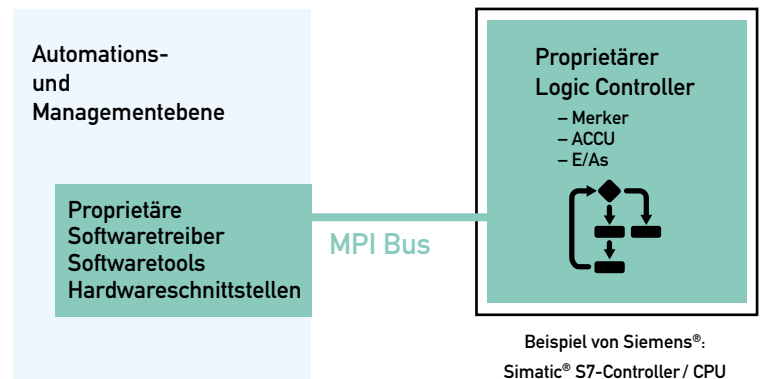 Automations-
und
Managementebene
Proprietäre
Softwaretreiber
Softwaretools
Hardwareschnittstellen
MPI Bus
Proprietärer
Logic Controller
– Merker
– ACCU
– E/As
Beispiel von Siemens®:
Simatic® S7-Controller / CPU